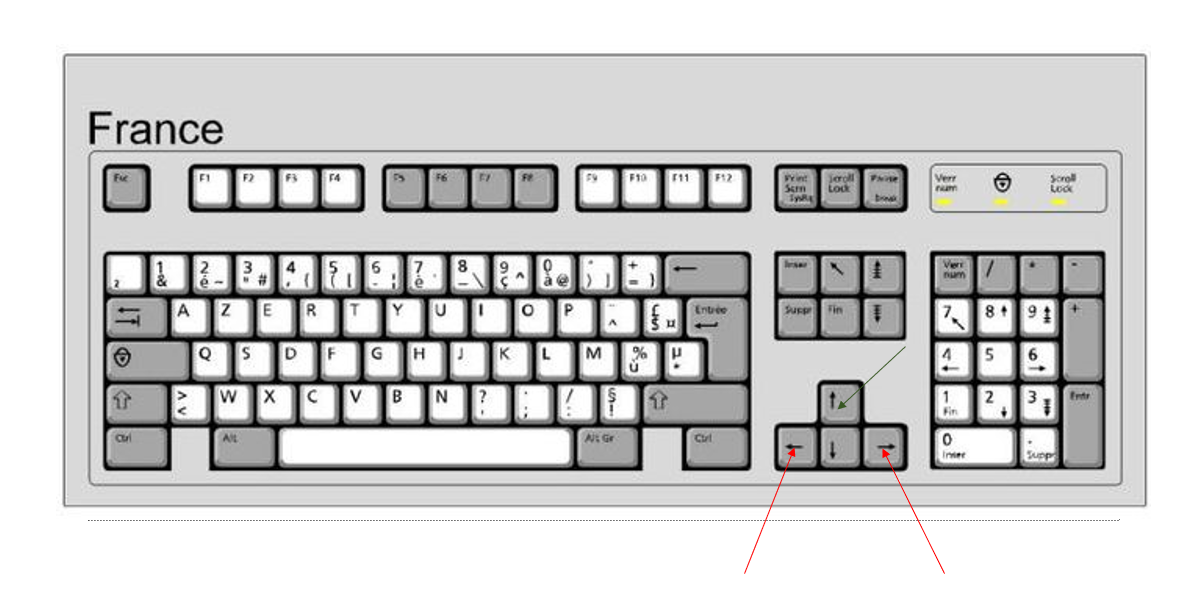 France
Esc F1 F2 F3 F4 F5 F6 F7 F8 F9 F10 F11 F12 Print Scroll Pause Verr Scroll
Scrn Lock num Lock
SysRq Break
1 2 3 4 5 6 7 8 9 0 ° + Inser Verr / * -
² & é ~ " # ' { ( [ - ¦ è ` _ \ ç ^ à @ ) ] = } num
A Z E R T Y U I O P ¨ £ Entrée Suppr Fin 7 8 9 +
^ $ ¤
Q S D F G H J K L M % µ 4 5 6
ù *
> W X C V B N ? . / § 1 2 3 Entr
< , ; : ! Fin
Ctrl Alt Alt Gr Ctrl 0 .
Inser Suppr